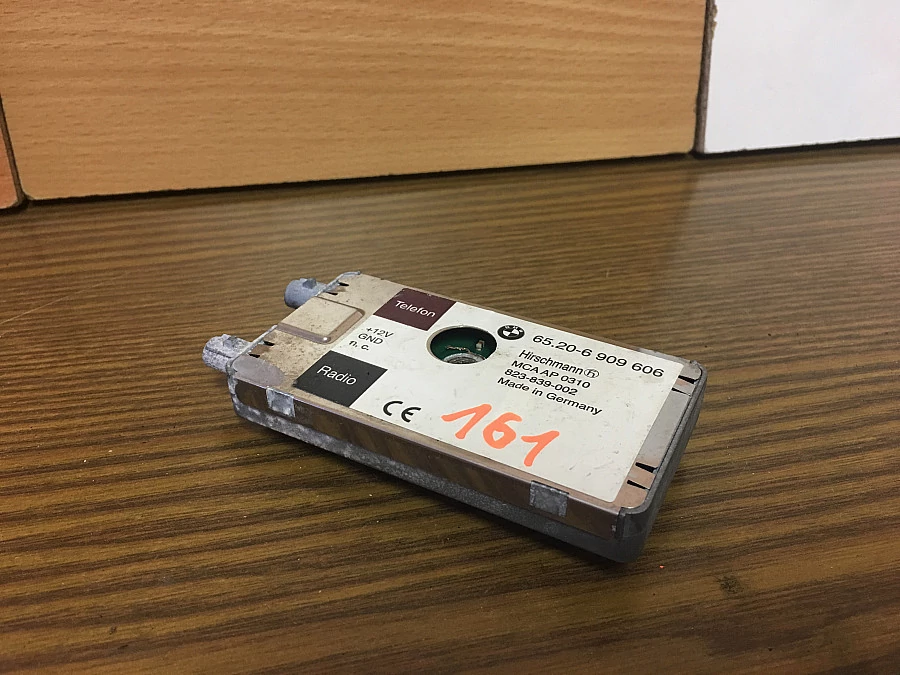 Telefon
+12V
GND
n. c.
Radio
CE
65.20-6 909 606
Hirschmann h
MCA AP 0310
823-839-002
Made in Germany
161